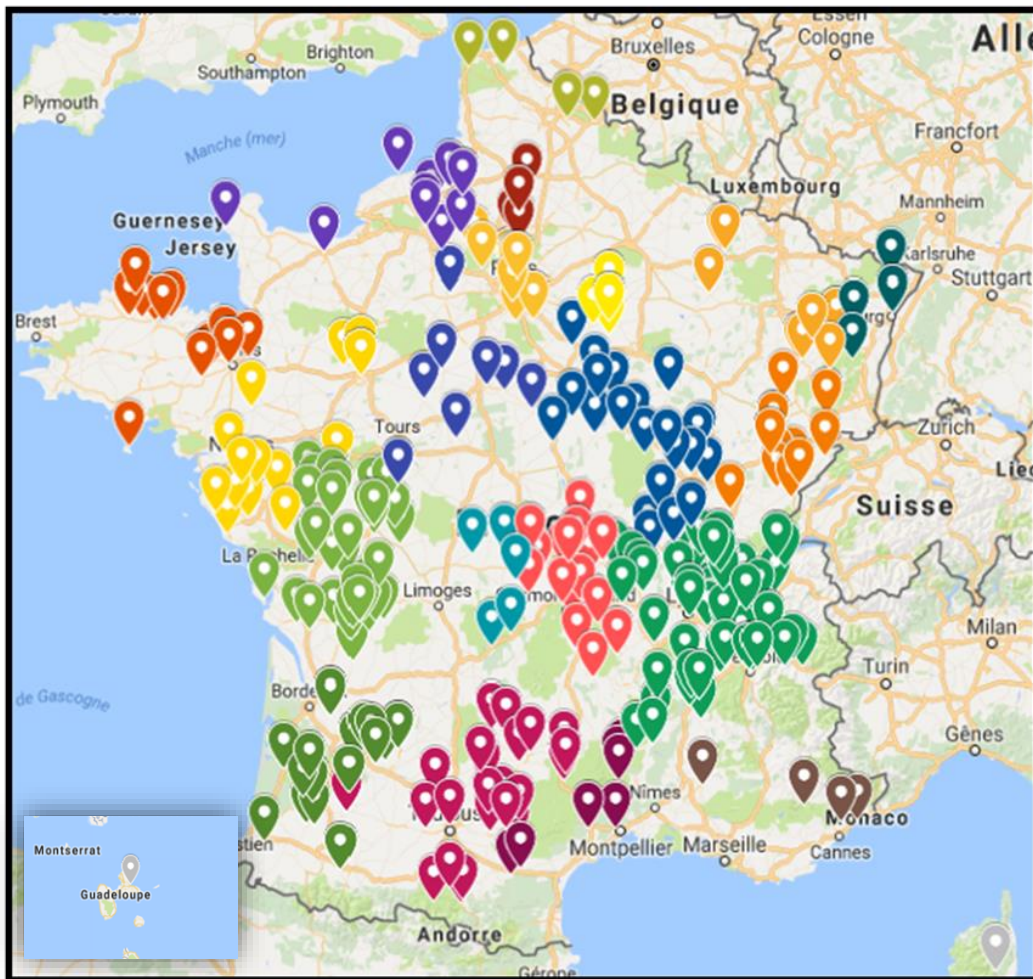 Essen
Cologne
Alle
Brighton
Southampton
Bruxelles
Plymouth
Belgique
Francfort
Manche (mer)
Luxembourg
Mannheim
Guernesey
Jersey
Karlsruhe
Stuttgart
Brest
Tours
Zurich
Suisse
La Rochelle
Limoges
Milan
Turin
de Gascogne
Gênes
Nîmes
Monaco
Montpellier
Marseille
Cannes
Montserrat
Guadeloupe
Andorre
Gérone